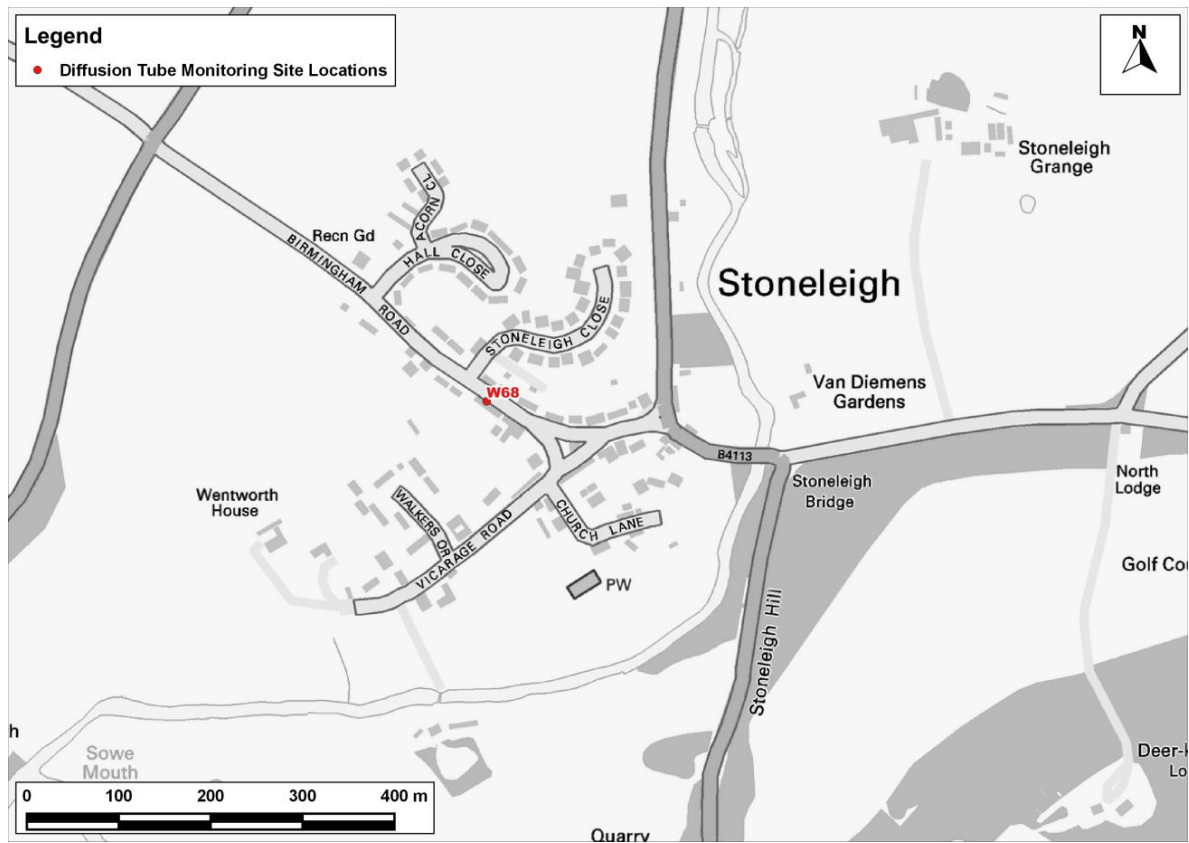 Legend
Diffusion Tube Monitoring Site Locations
N
Stoneleigh
Grange
ACORN CL
Recn Gd
HALL CLOSE
BIRMINGHAM ROAD
Stoneleigh
STONELEIGH CLOSE
W68
Van Diemens
Gardens
B4113
Stoneleigh
Bridge
North
Lodge
Wentworth
House
WALKERS OR
VICARAGE ROAD
CHURCH LANE
PW
Golf Cou
Stoneleigh Hill
h
Sowe
Mouth
Deer-k
Lo
0 100 200 300 400 m
Quarry